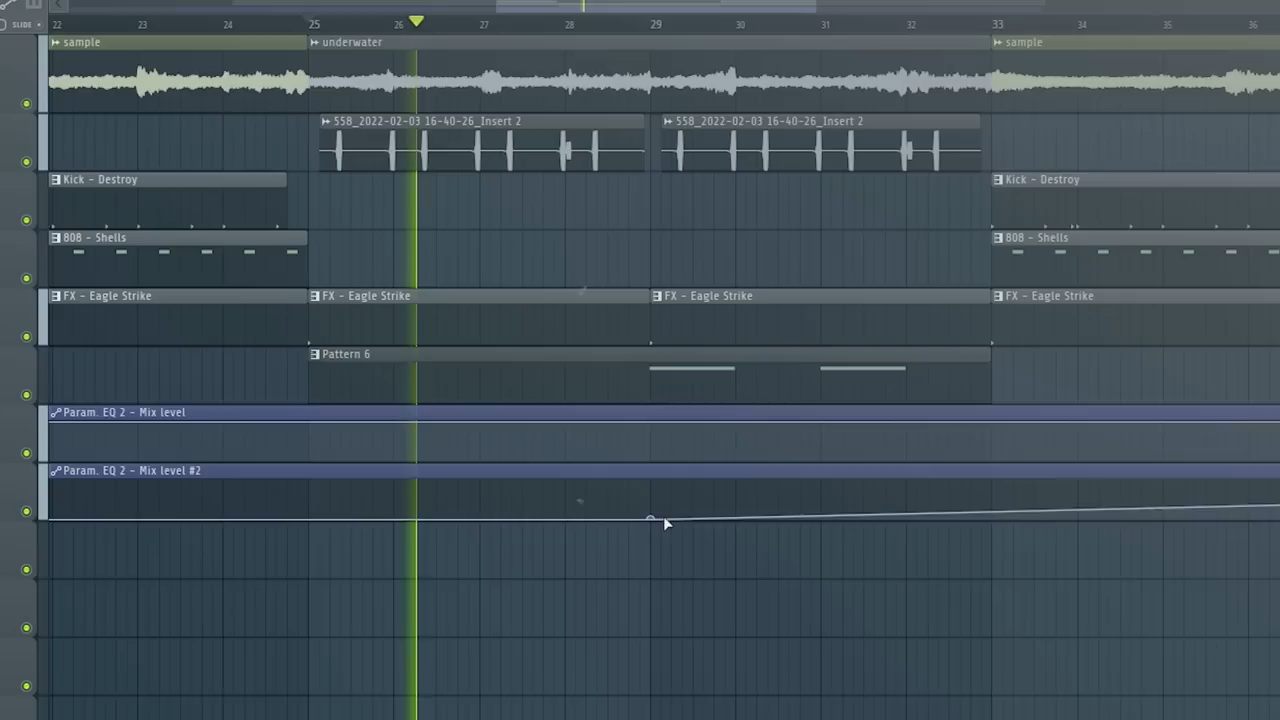 SLIDE
22 23 24 25 26 27 28 29 30 31 32 33 34 35 36
sample underwater sample
558_2022-02-03 16-40-26_Insert 2 558_2022-02-03 16-40-26_Insert 2
Kick - Destroy Kick - Destroy
808 - Shells 808 - Shells
FX - Eagle Strike FX - Eagle Strike FX - Eagle Strike FX - Eagle Strike
Pattern 6
Param. EQ 2 - Mix level
Param. EQ 2 - Mix level #2